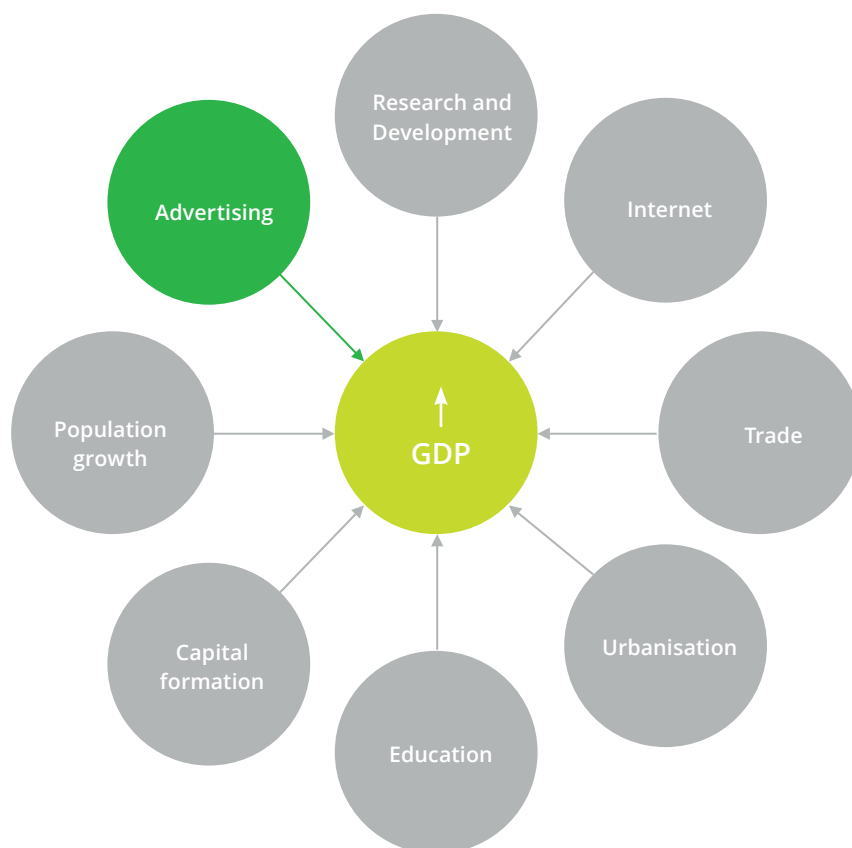 Research and
Development
Advertising
Internet
Population
growth
GDP
Trade
Capital
formation
Urbanisation
Education